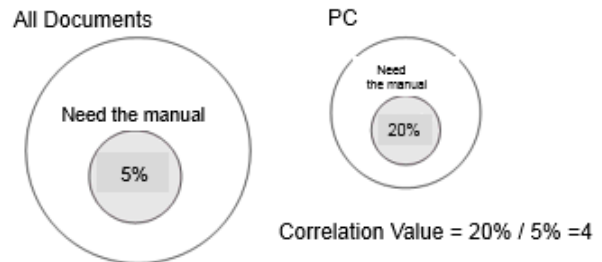 All Documents
Need the manual
5%
PC
Need
the manual
20%
Correlation Value = 20% / 5% =4